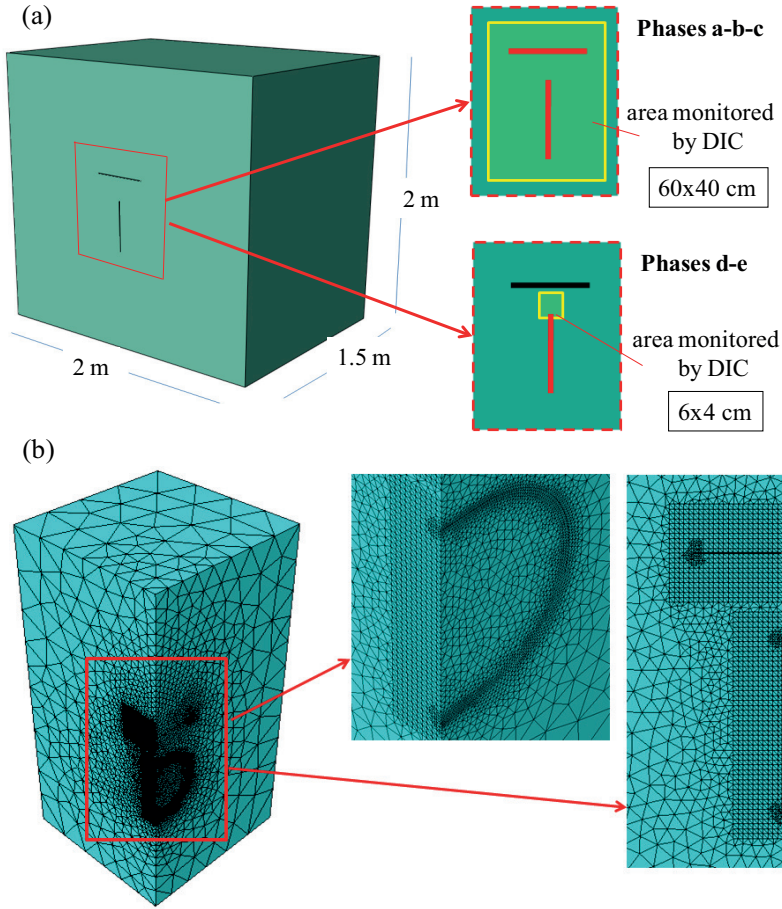 (a)
Phases a-b-c
area monitored
by DIC
60x40 cm
2 m
Phases d-e
area monitored
by DIC
6x4 cm
1.5 m
2 m
(b)